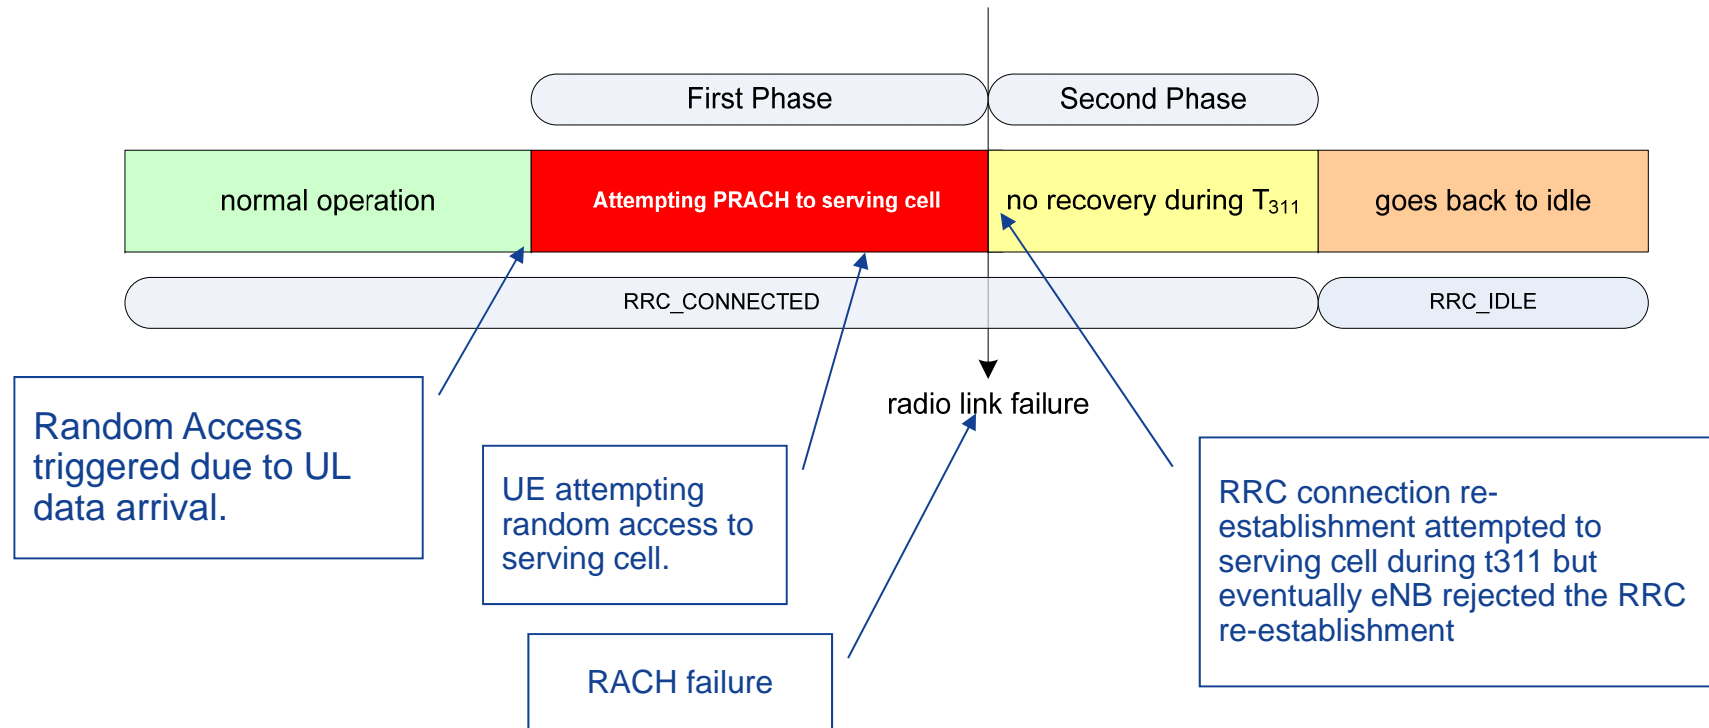 First Phase
Second Phase
normal operation
Attempting PRACH to serving cell
no recovery during T₃₁₁
goes back to idle
RRC_CONNECTED
RRC_IDLE
radio link failure
Random Access
triggered due to UL
data arrival.
UE attempting
random access to
serving cell.
RACH failure
RRC connection re-
establishment attempted to
serving cell during t311 but
eventually eNB rejected the RRC
re-establishment